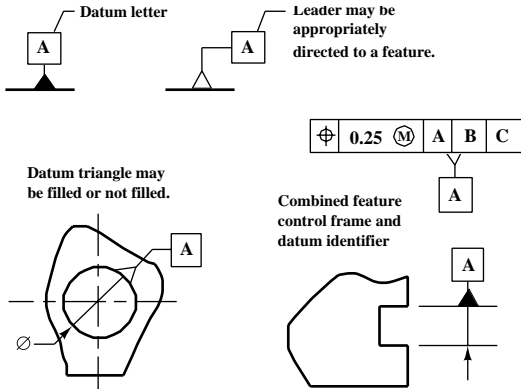 Datum letter
A
Leader may be
appropriately
directed to a feature.
A
⌖ 0.25 Ⓜ A B C
A
Datum triangle may
be filled or not filled.
A
∅
Combined feature
control frame and
datum identifier
A